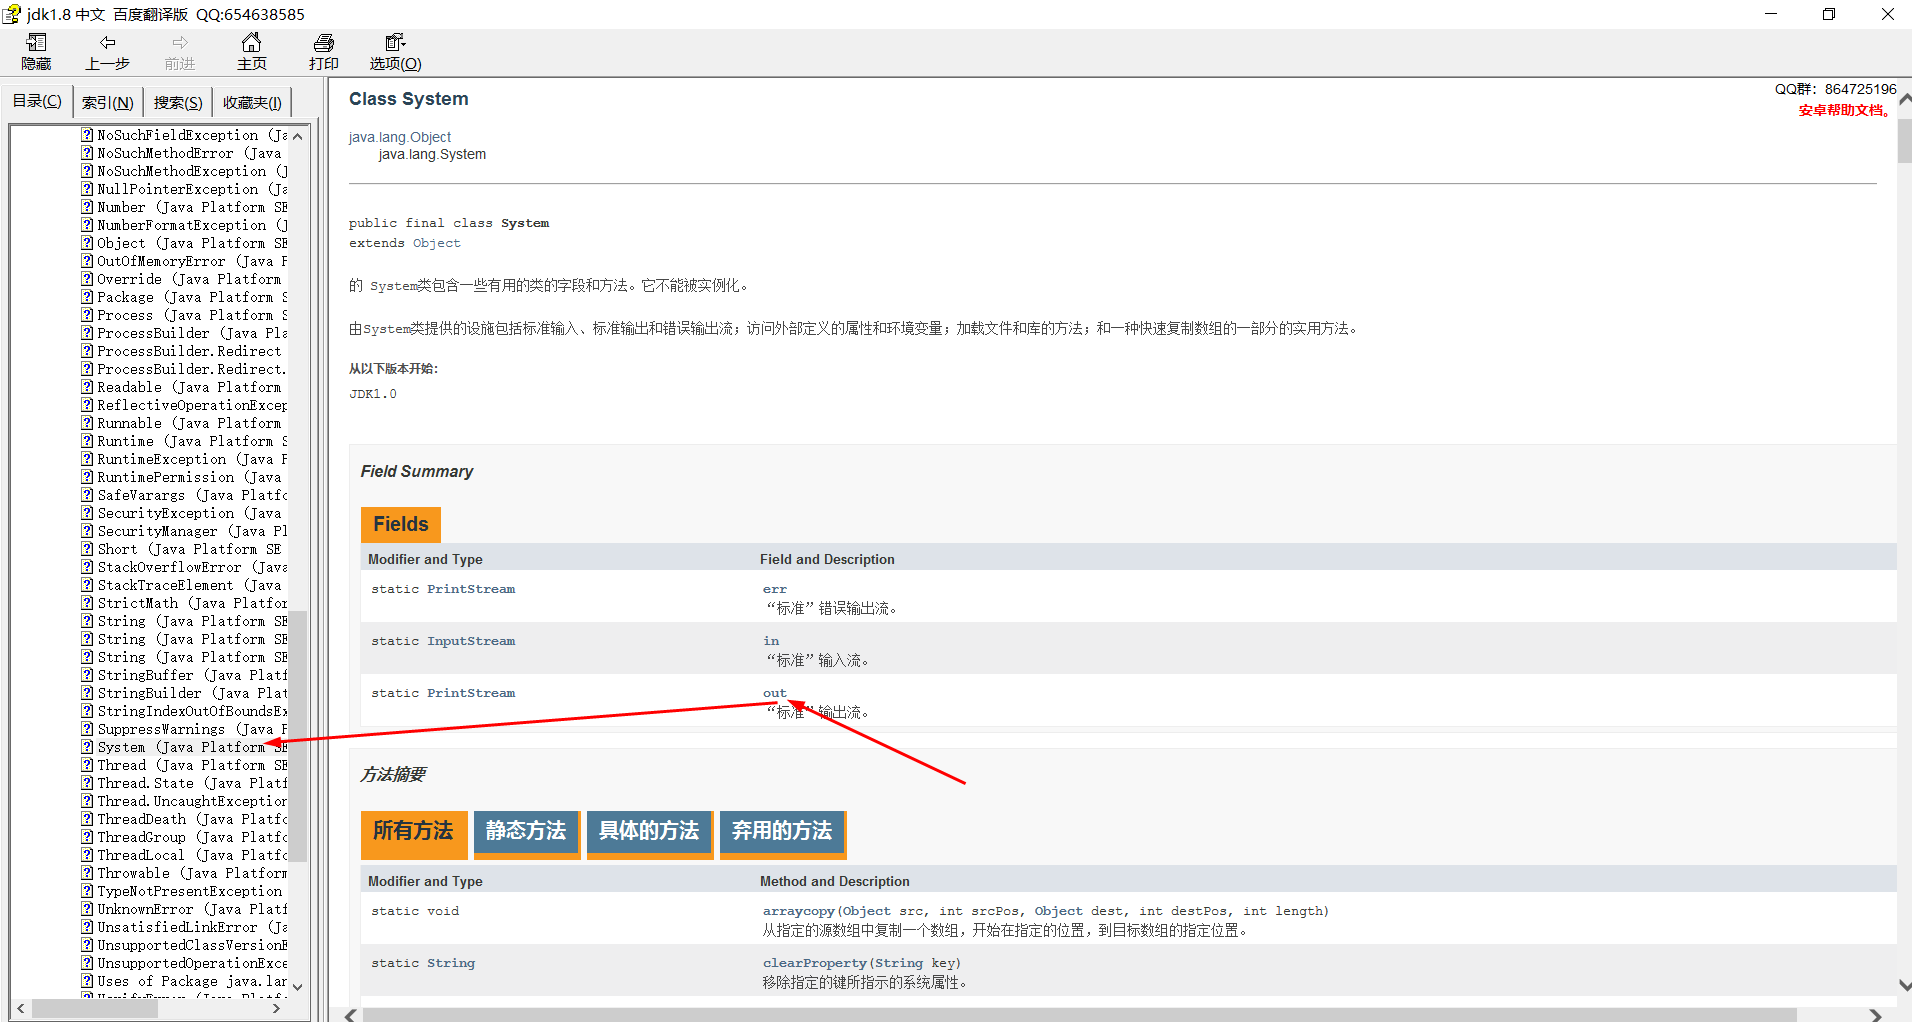 jdk1.8 中文 百度翻译版 QQ:654638585
隐藏 上一步 前进 主页 打印 选项(O)
目录(C) 索引(N) 搜索(S) 收藏夹(I)
NoSuchFieldException (Ja
NoSuchMethodError (Java
NoSuchMethodException (J
NullPointerException (Ja
Number (Java Platform SE
NumberFormatException (J
Object (Java Platform SE
OutOfMemoryError (Java P
Override (Java Platform
Package (Java Platform S
Process (Java Platform S
ProcessBuilder (Java Pla
ProcessBuilder.Redirect
ProcessBuilder.Redirect.
Readable (Java Platform
ReflectiveOperationExcep
Runnable (Java Platform
Runtime (Java Platform S
RuntimeException (Java P
RuntimePermission (Java
SafeVarargs (Java Platfo
SecurityException (Java
SecurityManager (Java Pl
Short (Java Platform SE
StackOverflowError (Java
StackTraceElement (Java
StrictMath (Java Platfor
String (Java Platform SE
String (Java Platform SE
String (Java Platform SE
StringBuffer (Java Platf
StringBuilder (Java Plat
StringIndexOutOfBoundsEx
SuppressWarnings (Java P
System (Java Platform SE
Thread (Java Platform SE
Thread.State (Java Platf
Thread.UncaughtException
ThreadDeath (Java Platfo
ThreadGroup (Java Platfo
ThreadLocal (Java Platfo
Throwable (Java Platform
TypeNotPresentException
UnknownError (Java Platf
UnsatisfiedLinkError (Ja
UnsupportedClassVersionE
UnsupportedOperationExce
Uses of Package java.lan
QQ群：864725196
安卓帮助文档。
Class System
java.lang.Object
java.lang.System
public final class System
extends Object
的 System类包含一些有用的类的字段和方法。它不能被实例化。
由System类提供的设施包括标准输入、标准输出和错误输出流；访问外部定义的属性和环境变量；加载文件和库的方法；和一种快速复制数组的一部分的实用方法。
从以下版本开始：
JDK1.0
Field Summary
Fields
Modifier and Type Field and Description
static PrintStream err
“标准”错误输出流。
static InputStream in
“标准”输入流。
static PrintStream out
“标准”输出流。
方法摘要
所有方法 静态方法 具体的方法 弃用的方法
Modifier and Type Method and Description
static void arraycopy(Object src, int srcPos, Object dest, int destPos, int length)
从指定的源数组中复制一个数组，开始在指定的位置，到目标数组的指定位置。
static String clearProperty(String key)
移除指定的键所指示的系统属性。